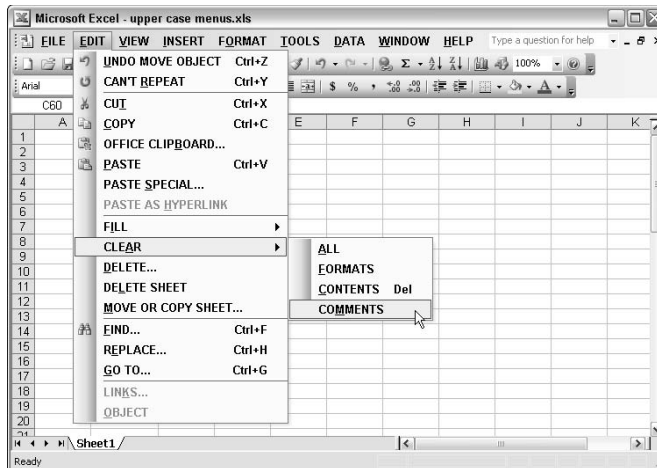 Microsoft Excel - upper case menus.xls
FILE EDIT VIEW INSERT FORMAT TOOLS DATA WINDOW HELP Type a question for help
100%
Arial
$ % ,
C60
A E F G H I J K
UNDO MOVE OBJECT Ctrl+Z
CAN'T REPEAT Ctrl+Y
CUT Ctrl+X
COPY Ctrl+C
OFFICE CLIPBOARD...
PASTE Ctrl+V
PASTE SPECIAL...
PASTE AS HYPERLINK
FILL
CLEAR
DELETE...
DELETE SHEET
MOVE OR COPY SHEET...
FIND... Ctrl+F
REPLACE... Ctrl+H
GO TO... Ctrl+G
LINKS...
OBJECT
ALL
FORMATS
CONTENTS Del
COMMENTS
1
2
3
4
5
6
7
8
9
10
11
12
13
14
15
16
17
18
19
20
21
Sheet1
Ready